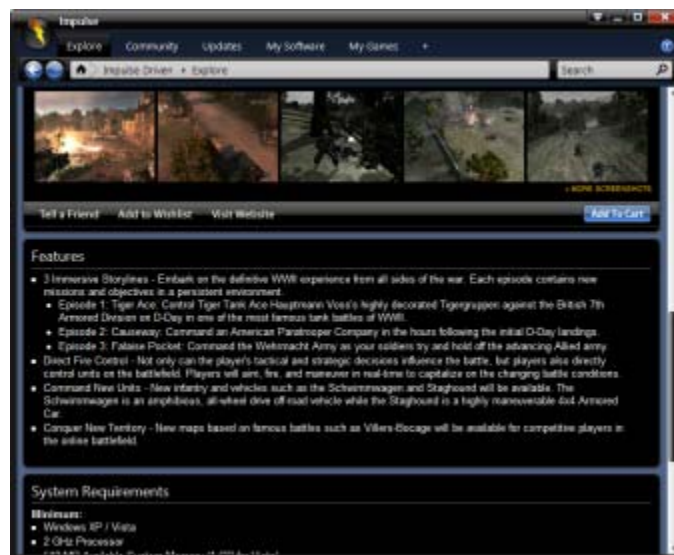 Impulse
Explore Community Updates My Software My Games +
Impulse Driven Explore
Search
» MORE SCREENSHOTS
Tell a Friend Add to Wishlist Visit Website Add To Cart
Features
3 Immersive Storylines - Embark on the definitive WWII experience from all sides of the war. Each episode contains new
missions and objectives in a persistent environment.
Episode 1: Tiger Ace. Control Tiger Tank Ace Hauptmann Voss's highly decorated Tigergruppen against the British 7th
Armored Division on D-Day in one of the most famous tank battles of WWII.
Episode 2: Causeway: Command an American Paratrooper Company in the hours following the initial D-Day landings.
Episode 3: Falaise Pocket: Command the Wehrmacht Army as your soldiers try and hold off the advancing Allied army.
Direct Fire Control - Not only can the player's tactical and strategic decisions influence the battle, but players also directly
control units on the battlefield. Players will aim, fire, and maneuver in real-time to capitalize on the changing battle conditions.
Command New Units - New infantry and vehicles such as the Schwimmwagen and Staghound will be available. The
Schwimmwagen is an amphibious, all-wheel drive off-road vehicle while the Staghound is a highly maneuverable 4x4 Armored
Car.
Conquer New Territory - New maps based on famous battles such as Villers-Bocage will be available for competitive players in
the online battlefield.
System Requirements
Minimum:
Windows XP / Vista
2 GHz Processor